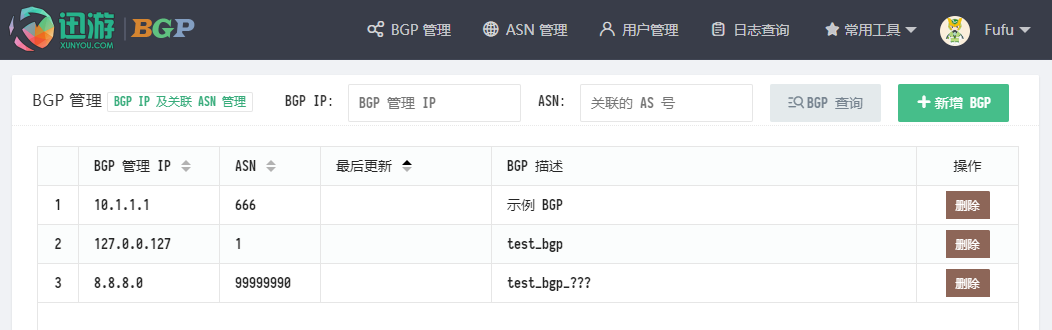 迅游 XUNYOU.COM BGP BGP 管理 ASN 管理 用户管理 日志查询 常用工具 Fufu
BGP 管理 BGP IP 及关联 ASN 管理 BGP IP: BGP 管理 IP ASN: 关联的 AS 号 BGP 查询 新增 BGP
BGP 管理 IP ASN 最后更新 BGP 描述 操作
1 10.1.1.1 666 示例 BGP 删除
2 127.0.0.127 1 test_bgp 删除
3 8.8.8.0 99999990 test_bgp_??? 删除